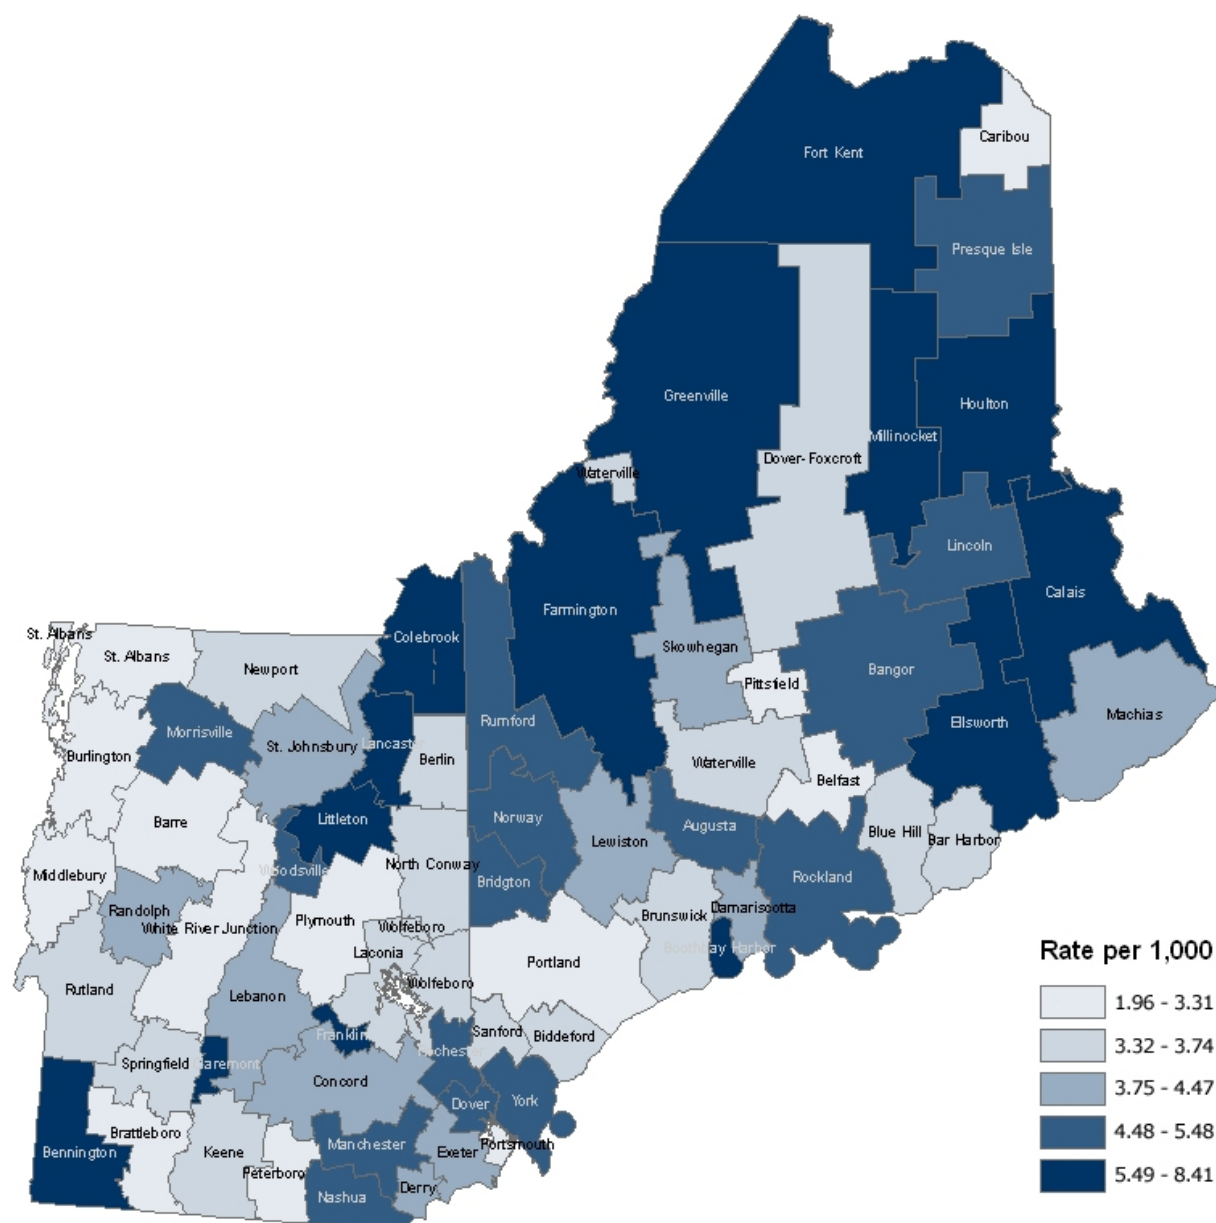 Caribou
Fort Kent
Presque Isle
Greenville
Houlton
Millinocket
Dover-Foxcroft
Waterville
Lincoln
Calais
Farmington
Colebrook
St. Albans
St. Albans
Skowhegan
Newport
Bangor
Pittsfield
Machias
Rumford
Ellsworth
Morrisville
Lancaster
St. Johnsbury
Burlington
Berlin
Waterville
Belfast
Barre
Littleton
Norway
Augusta
Lewiston
Blue Hill
Bar Harbor
North Conway
Woodsville
Middlebury
Bridgton
Rockland
Randolph
Damariscotta
Brunswick
Plymouth
White River Junction
Wolfeboro
Boothbay Harbor
Laconia
Portland
Rate per 1,000
Wolfeboro
Rutland
Lebanon
1.96 - 3.31
Sanford
Biddeford
Franklin
3.32 - 3.74
Rochester
Springfield
Claremont
Concord
3.75 - 4.47
Dover
York
Brattleboro
4.48 - 5.48
Manchester
Portsmouth
Bennington
Keene
Exeter
Peterboro
5.49 - 8.41
Derry
Nashua